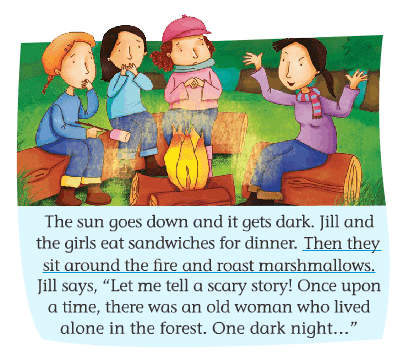 The sun goes down and it gets dark. Jill and
the girls eat sandwiches for dinner. Then they
sit around the fire and roast marshmallows.
Jill says, “Let me tell a scary story! Once upon
a time, there was an old woman who lived
alone in the forest. One dark night…”